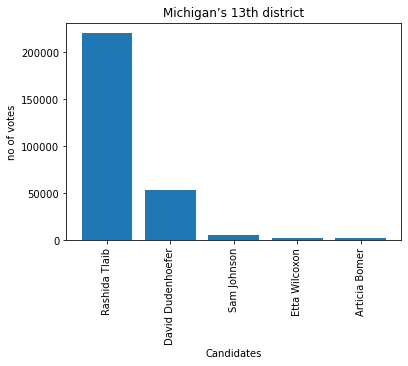 Michigan’s 13th district
no of votes
200000
150000
100000
50000
0
Rashida Tlaib
David Dudenhoefer
Sam Johnson
Etta Wilcoxon
Articia Bomer
Candidates